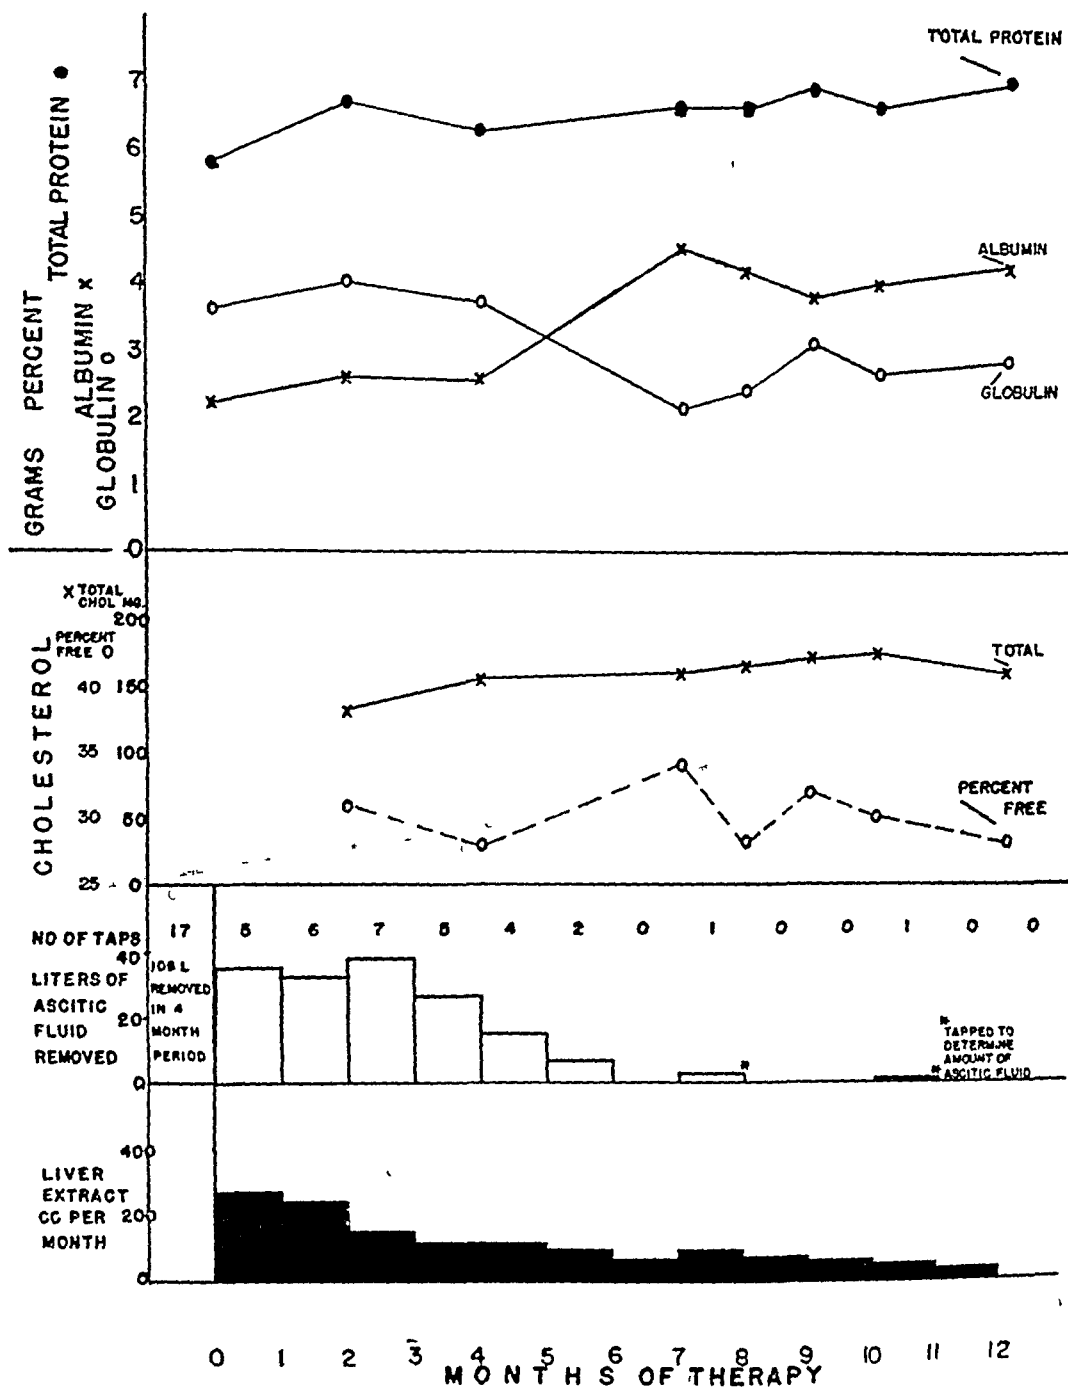 TOTAL PROTEIN
7
6
5
4
3
2
1
0
GRAMS PERCENT
TOTAL PROTEIN ●
ALBUMIN X
GLOBULIN O
ALBUMIN
GLOBULIN
X TOTAL
CHOL MG.
200
PERCENT
FREE O
40 150
35 100
30 50
25 0
CHOLESTEROL
TOTAL
PERCENT
FREE
NO OF TAPS 17 5 6 7 5 4 2 0 1 0 0 1 0 0
40
LITERS OF
ASCITIC
20
FLUID
REMOVED
0
REMOVED
IN 4
MONTH
PERIOD
*
*
* TAPPED TO
DETERMINE
AMOUNT OF
ASCITIC FLUID
400
LIVER
EXTRACT
CC PER 200
MONTH
0
0 1 2 3 4 5 6 7 8 9 10 11 12
MONTHS OF THERAPY